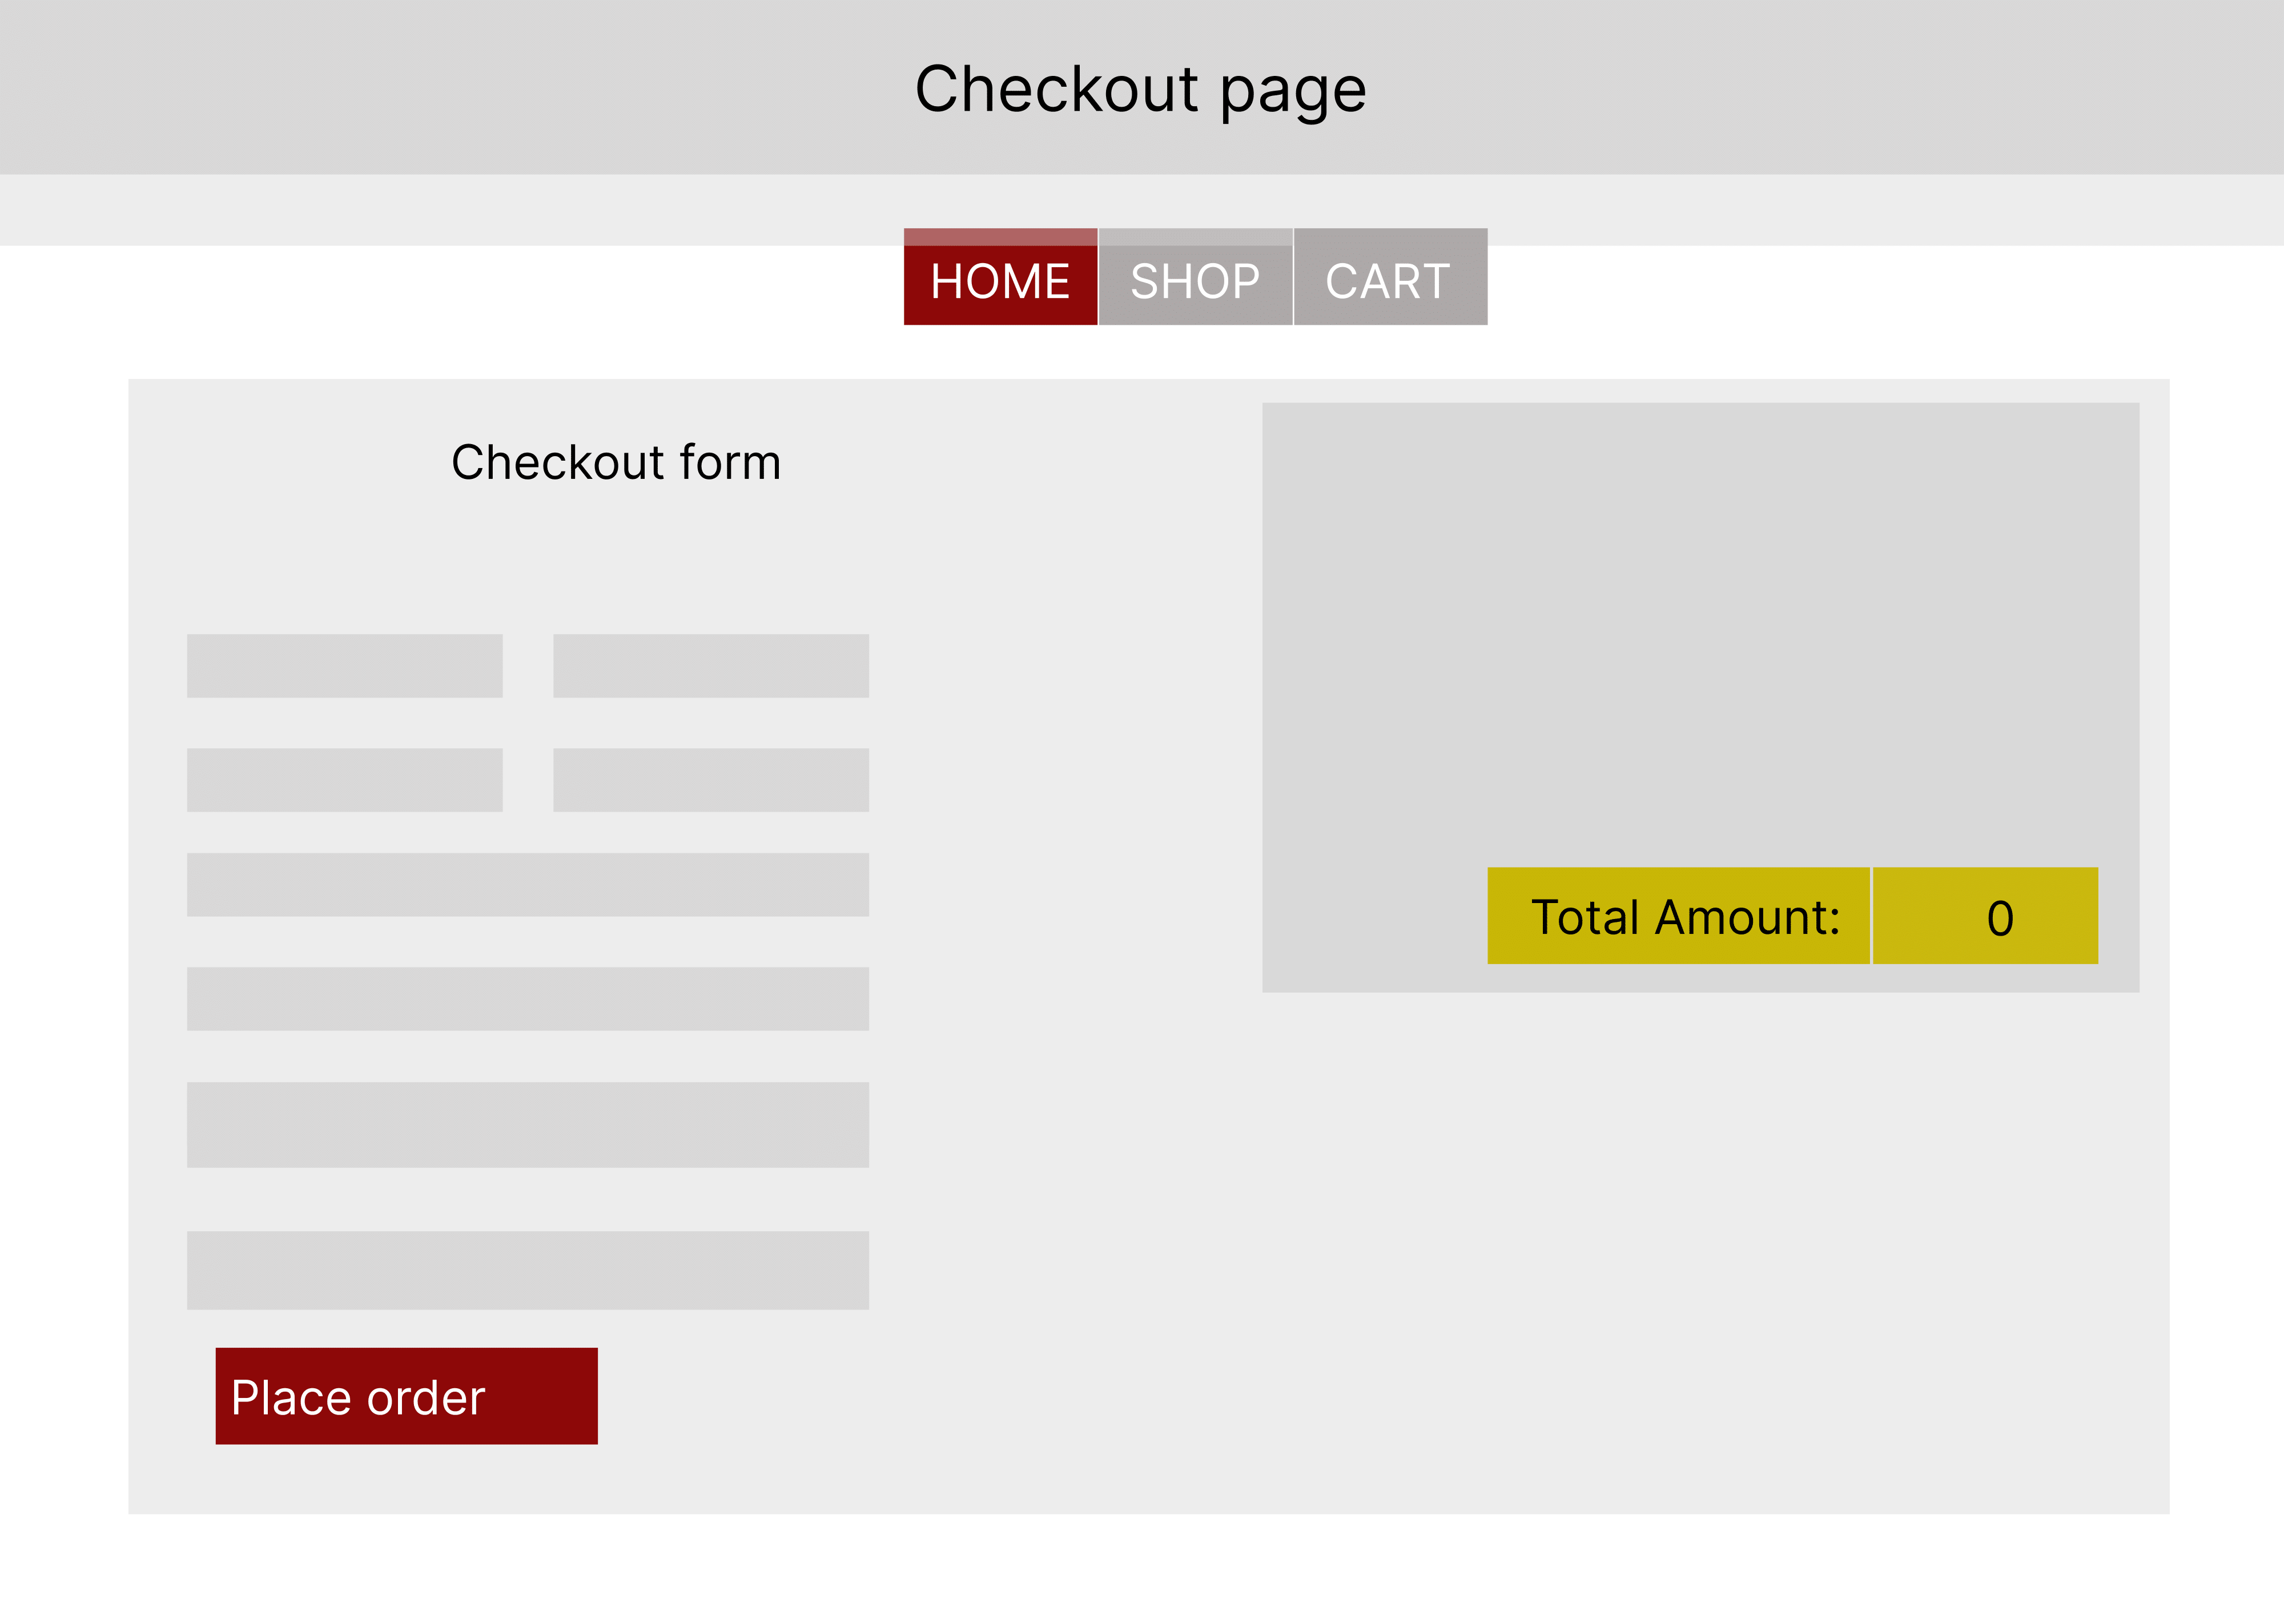 Checkout page
HOME SHOP CART
Checkout form
Total Amount: 0
Place order